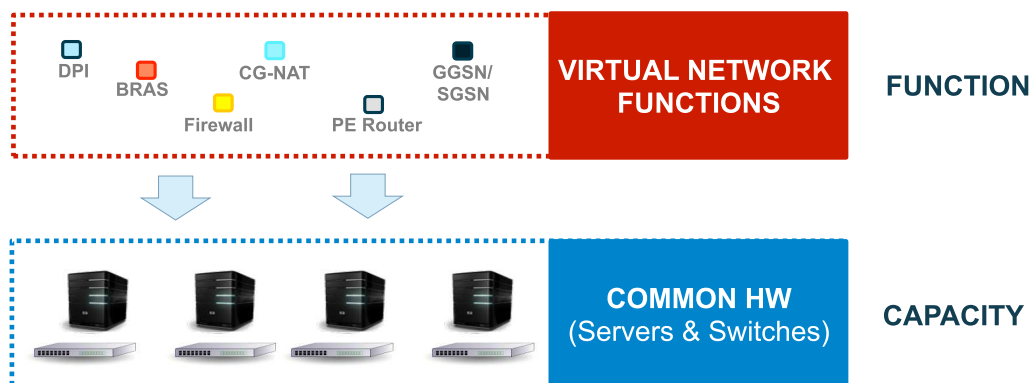 DPI
BRAS
Firewall
CG-NAT
PE Router
GGSN/
SGSN
VIRTUAL NETWORK
FUNCTIONS
FUNCTION
COMMON HW
(Servers & Switches)
CAPACITY